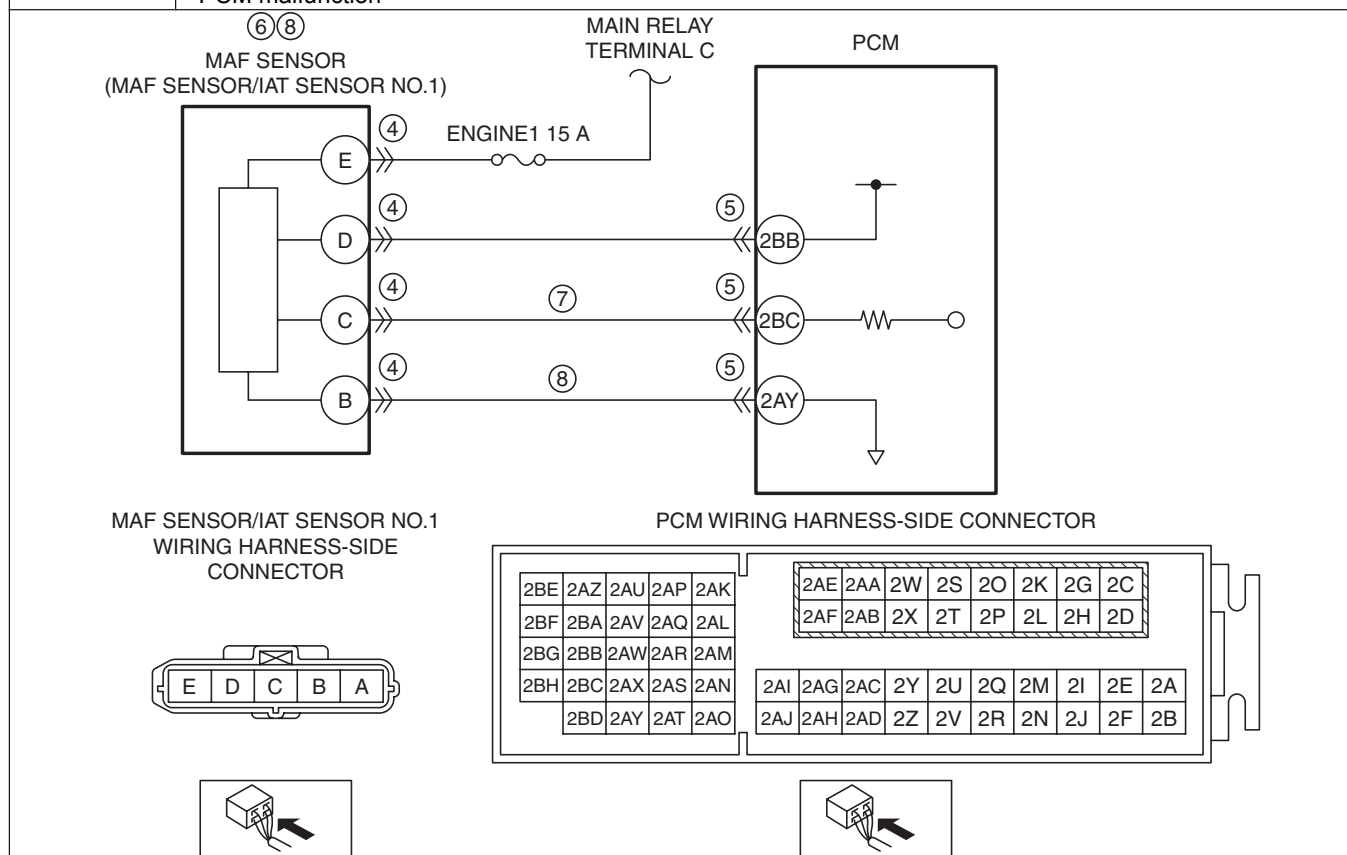 PCM malfunction
⑥⑧
MAF SENSOR
(MAF SENSOR/IAT SENSOR NO.1)
MAIN RELAY
TERMINAL C
PCM
④
ENGINE1 15 A
E
④
⑤
D
2BB
④
⑦
⑤
C
2BC
④
⑧
⑤
B
2AY
MAF SENSOR/IAT SENSOR NO.1
WIRING HARNESS-SIDE
CONNECTOR
E D C B A
PCM WIRING HARNESS-SIDE CONNECTOR
2BE 2AZ 2AU 2AP 2AK
2BF 2BA 2AV 2AQ 2AL
2BG 2BB 2AW 2AR 2AM
2BH 2BC 2AX 2AS 2AN
2BD 2AY 2AT 2AO
2AE 2AA 2W 2S 2O 2K 2G 2C
2AF 2AB 2X 2T 2P 2L 2H 2D
2AI 2AG 2AC 2Y 2U 2Q 2M 2I 2E 2A
2AJ 2AH 2AD 2Z 2V 2R 2N 2J 2F 2B